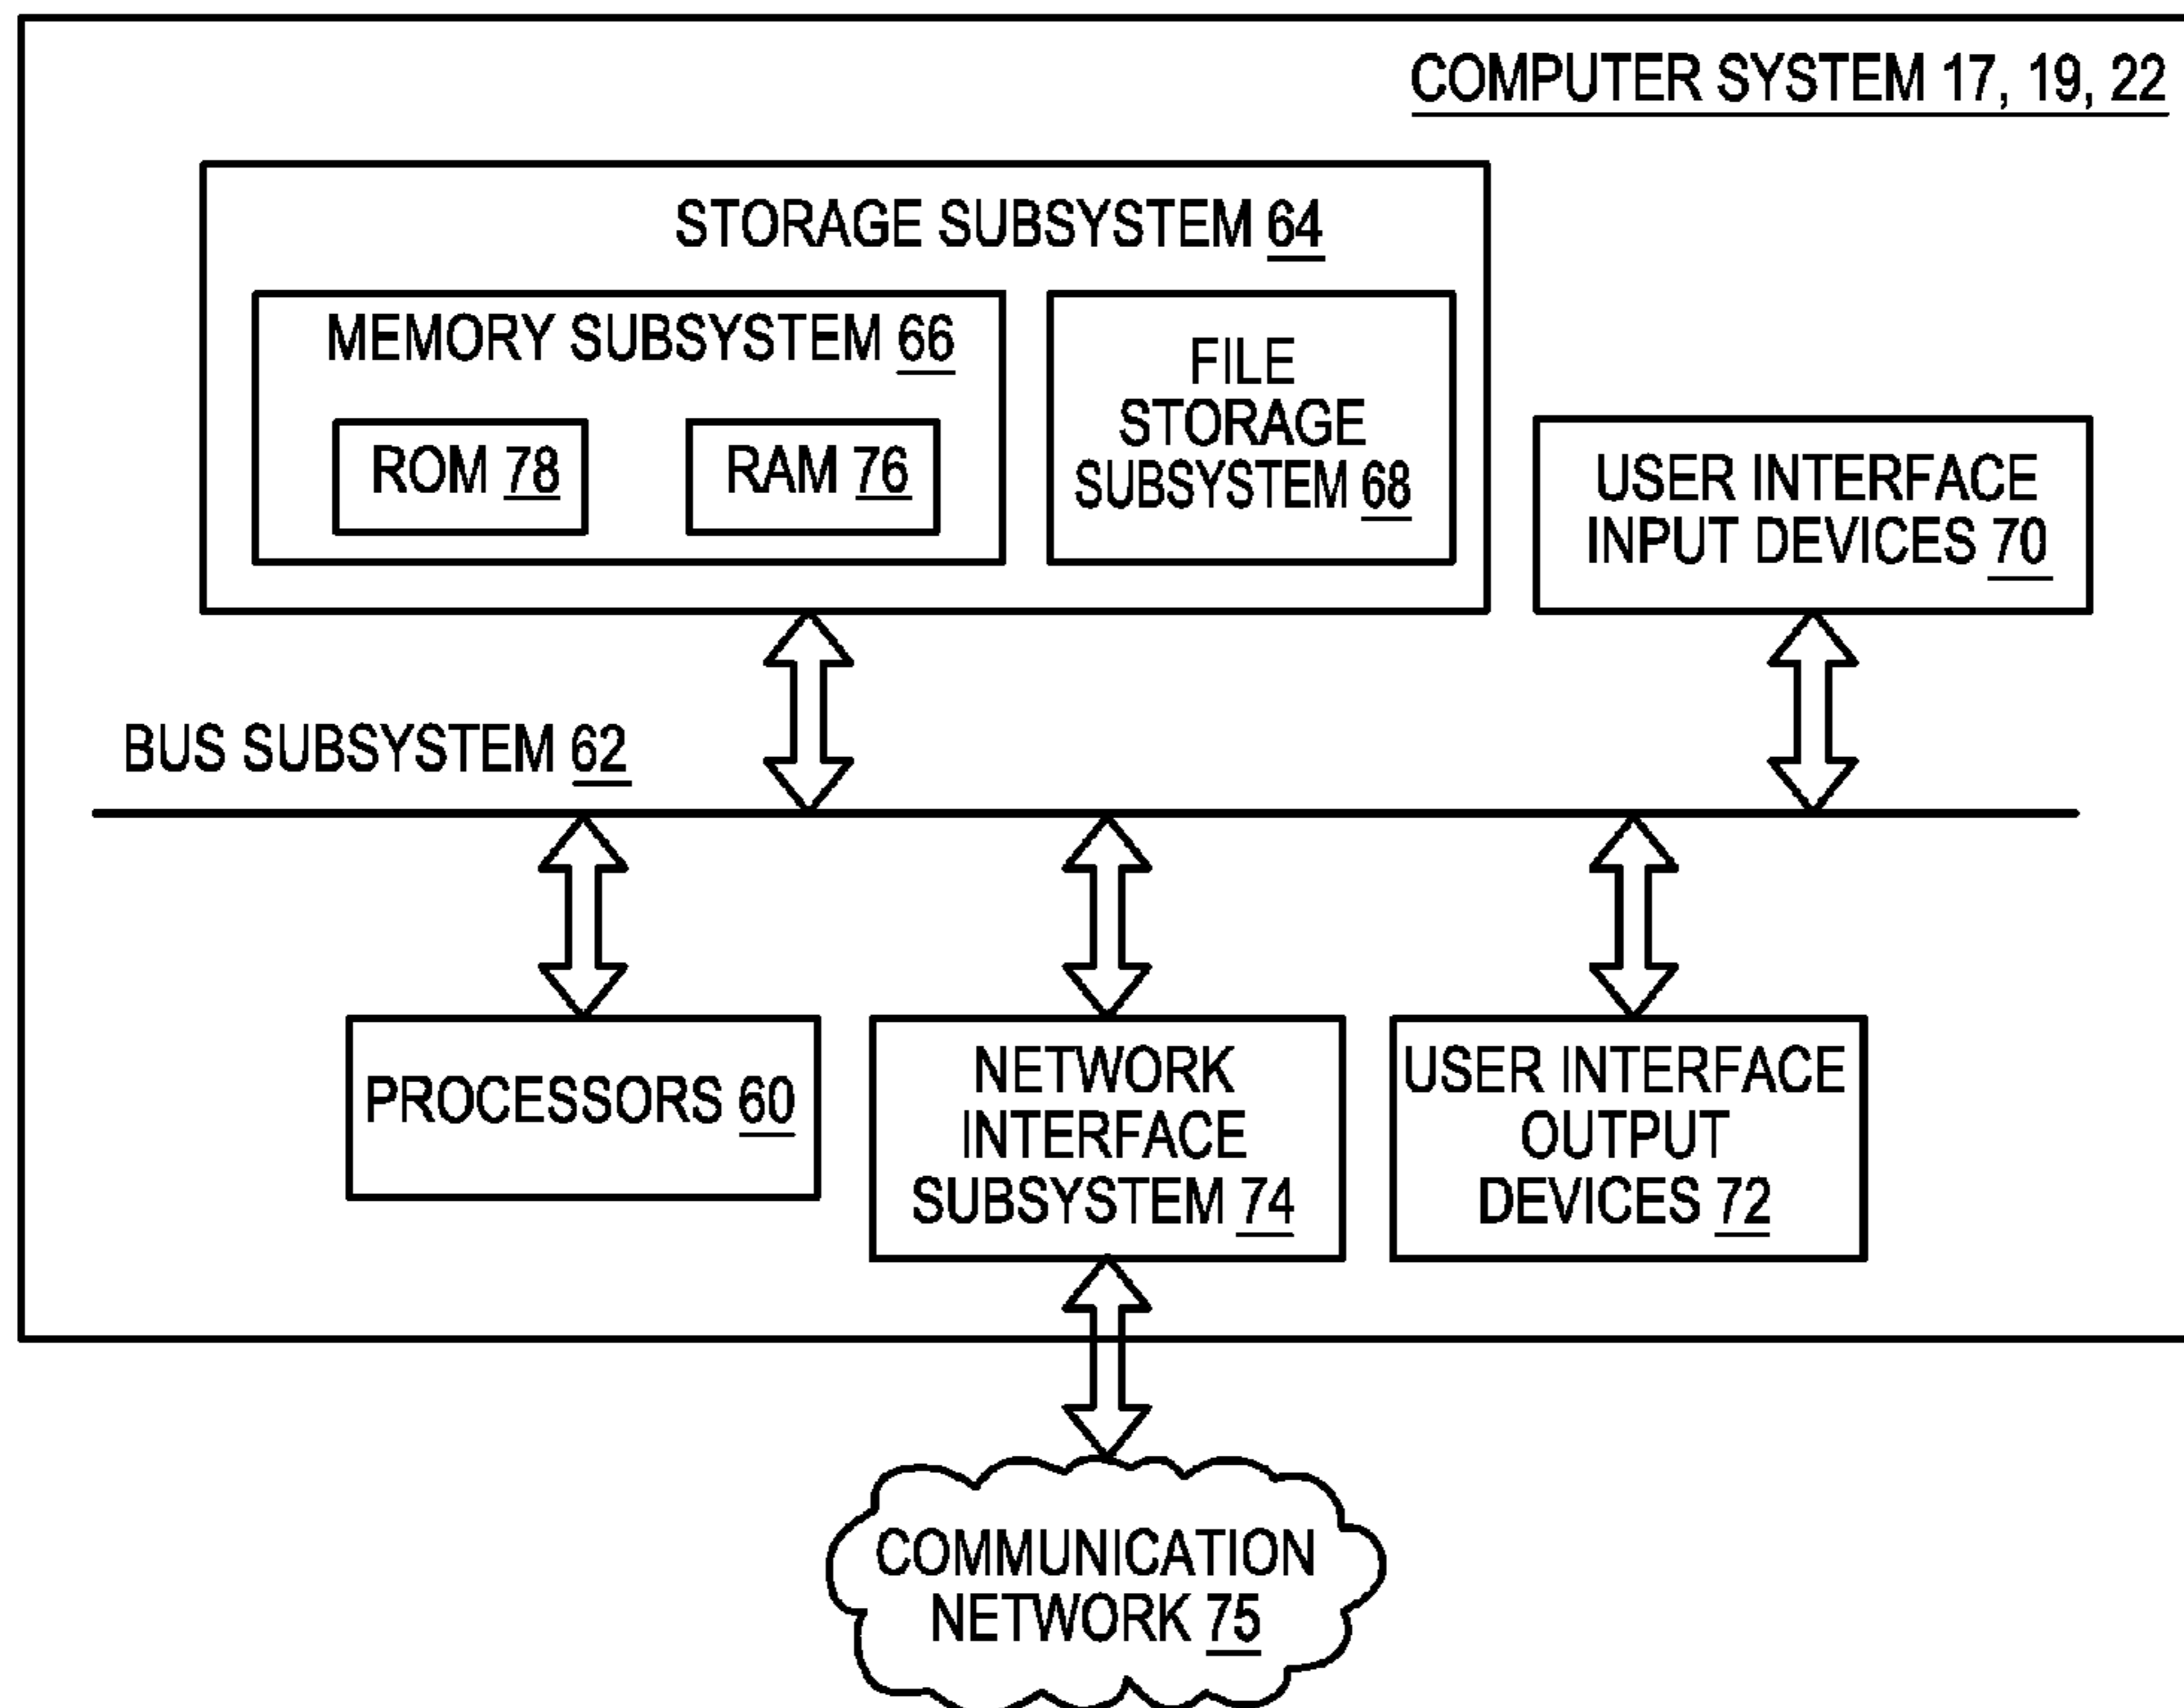 COMPUTER SYSTEM 17, 19, 22
STORAGE SUBSYSTEM 64
MEMORY SUBSYSTEM 66
ROM 78
RAM 76
FILE
STORAGE
SUBSYSTEM 68
USER INTERFACE
INPUT DEVICES 70
BUS SUBSYSTEM 62
PROCESSORS 60
NETWORK
INTERFACE
SUBSYSTEM 74
USER INTERFACE
OUTPUT
DEVICES 72
COMMUNICATION
NETWORK 75